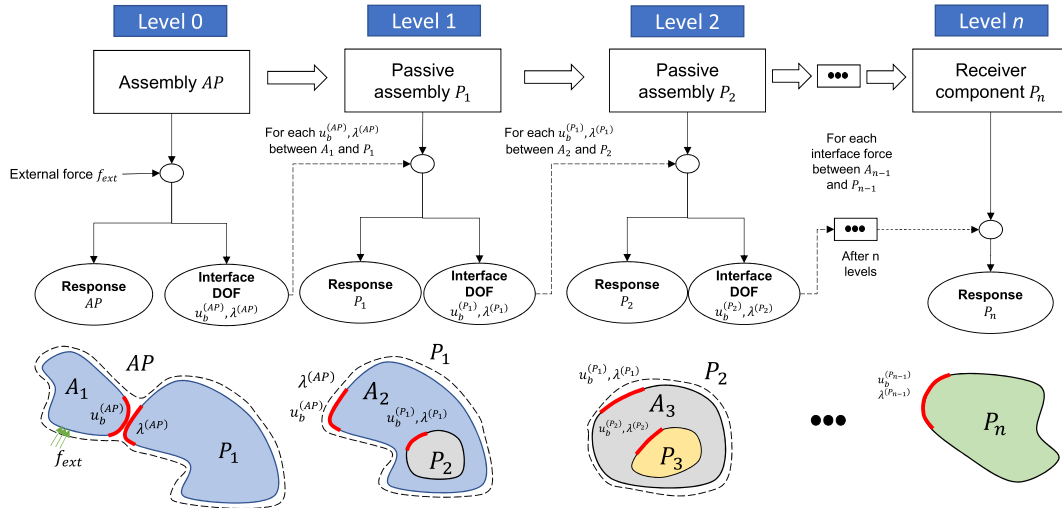 Level 0
Level 1
Level 2
Level n
Assembly AP
Passive
assembly P₁
Passive
assembly P₂
•••
Receiver
component Pₙ
External force f_ext
For each u_b^(AP), λ^(AP)
between A₁ and P₁
For each u_b^(P₁), λ^(P₁)
between A₂ and P₂
For each
interface force
between Aₙ₋₁
and Pₙ₋₁
•••
After n
levels
Response
AP
Interface
DOF
u_b^(AP), λ^(AP)
Response
P₁
Interface
DOF
u_b^(P₁), λ^(P₁)
Response
P₂
Interface
DOF
u_b^(P₂), λ^(P₂)
Response
Pₙ
AP
A₁
u_b^(AP)
λ^(AP)
P₁
f_ext
P₁
λ^(AP)
u_b^(AP)
A₂
u_b^(P₁), λ^(P₁)
P₂
u_b^(P₁), λ^(P₁)
P₂
A₃
u_b^(P₂), λ^(P₂)
P₃
•••
u_b^(Pₙ₋₁)
λ^(Pₙ₋₁)
Pₙ